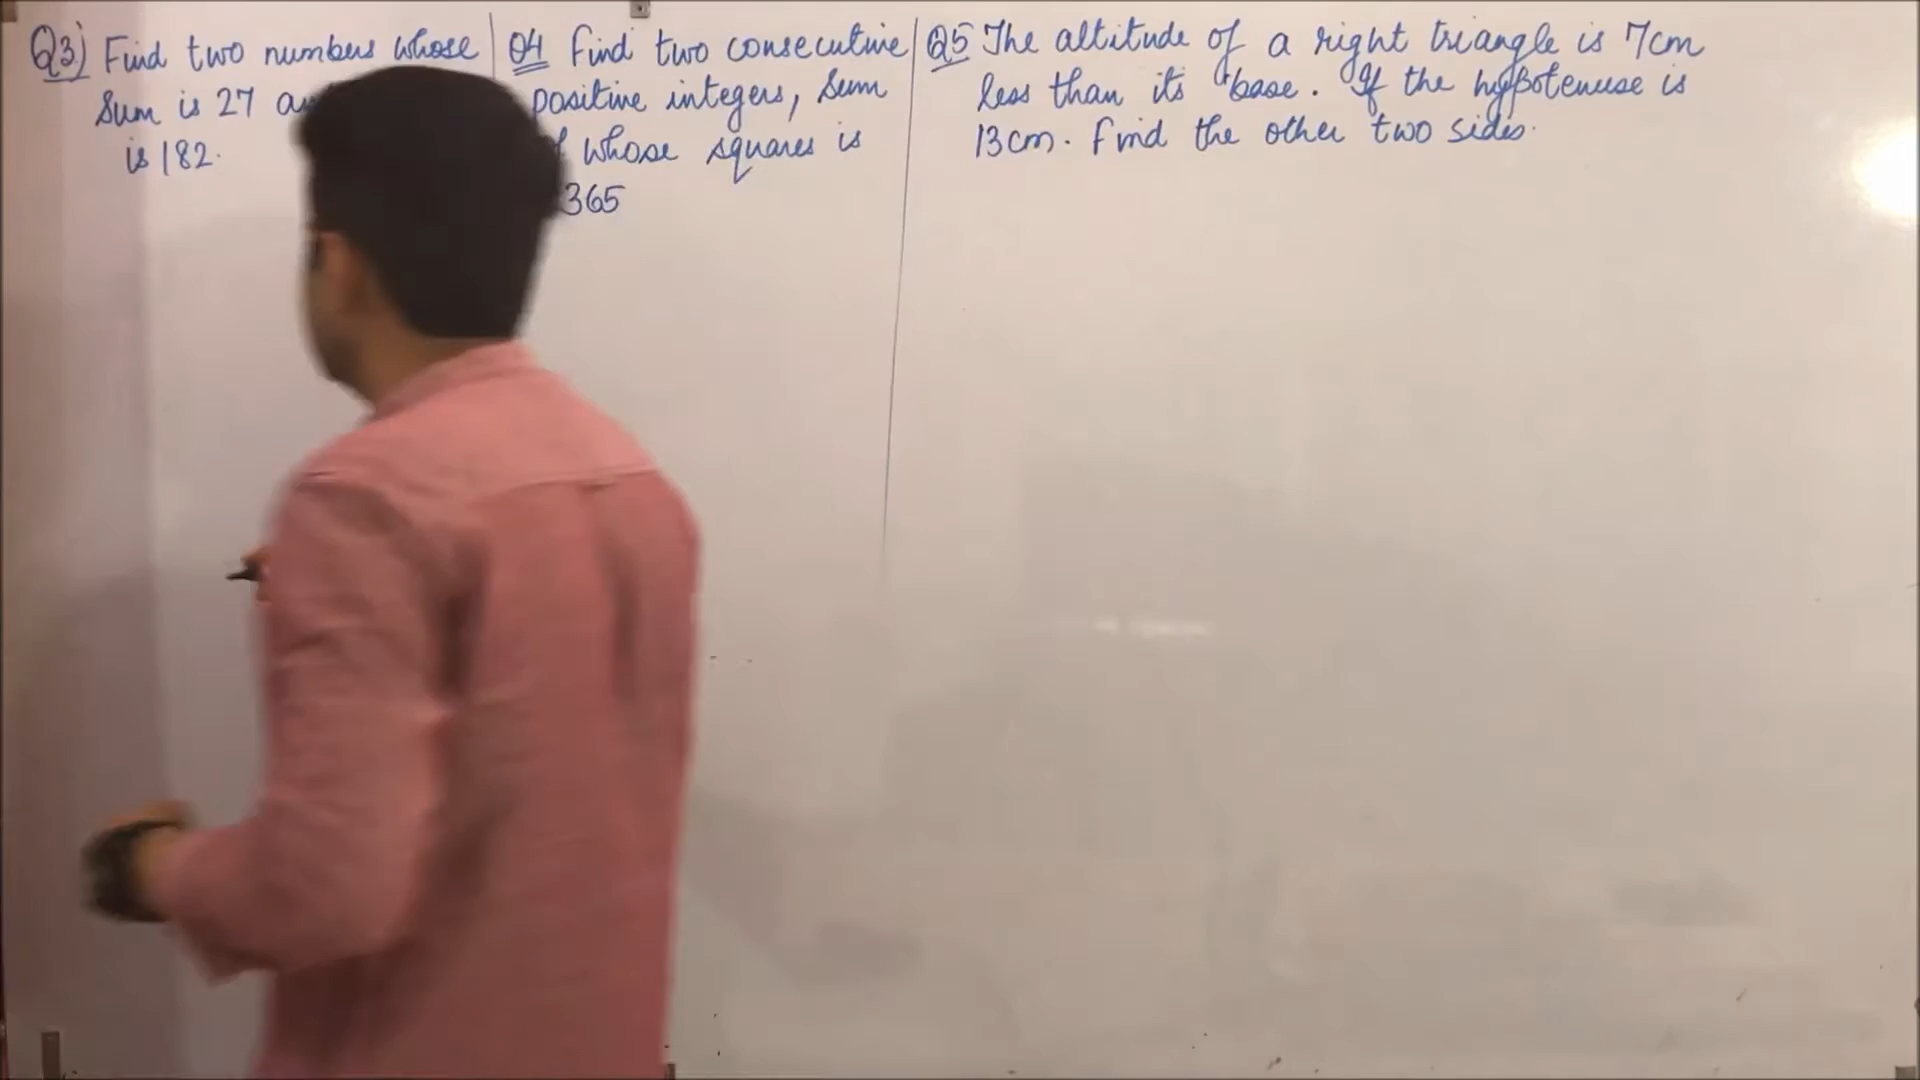 Q3) Find two numbers whose
Sum is 27 a
is 182.
Q4 Find two consecutive
positive integers, Sum
whose squares is
365
Q5 The altitude of a right triangle is 7cm
less than its base. If the hypotenuse is
13cm. Find the other two sides.